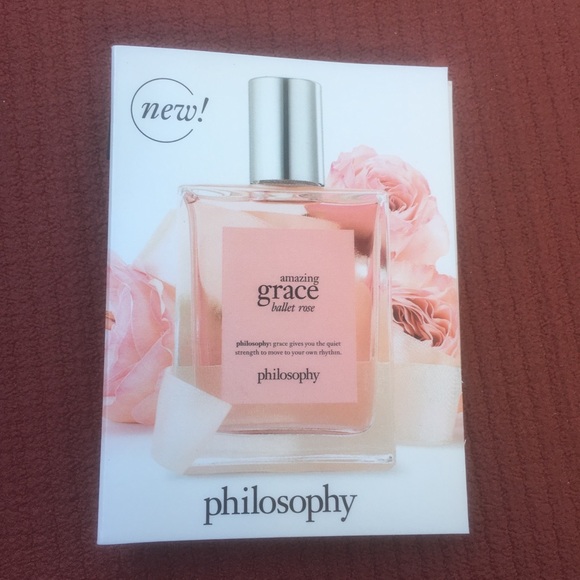 new!
amazing
grace
ballet rose
philosophy: grace gives you the quiet
strength to move to your own rhythm.
philosophy
philosophy